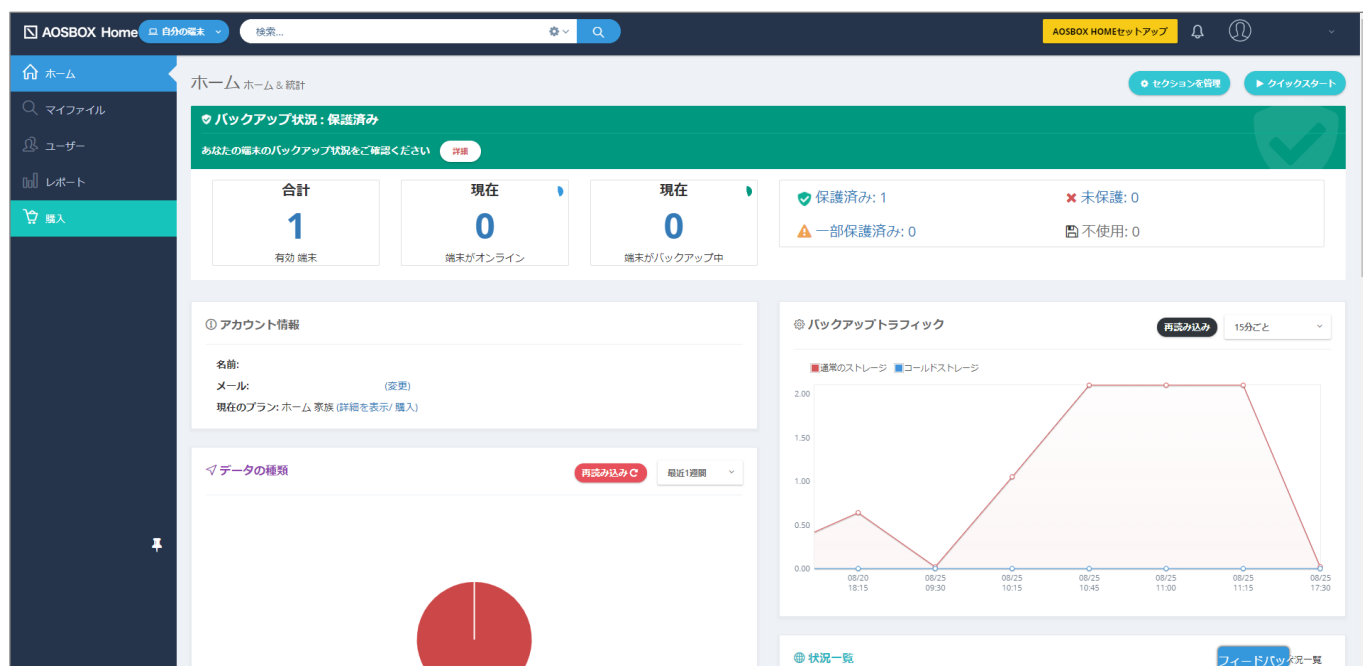 AOSBOX Home 自分の端末 検索... AOSBOX HOMEセットアップ
ホーム
マイファイル
ユーザー
レポート
購入
ホーム ホーム & 統計 セクションを管理 クイックスタート
バックアップ状況 : 保護済み
あなたの端末のバックアップ状況をご確認ください 詳細
合計
1
有効 端末
現在
0
端末がオンライン
現在
0
端末がバックアップ中
保護済み: 1 未保護: 0
一部保護済み: 0 不使用: 0
アカウント情報
名前:
メール: (変更)
現在のプラン: ホーム 家族 (詳細を表示/ 購入)
データの種類 再読み込み 最近1週間
バックアップトラフィック 再読み込み 15分ごと
通常のストレージ コールドストレージ
2.00
1.50
1.00
0.50
0.00
08/20 08/25 08/25 08/25 08/25 08/25 08/25
18:15 09:30 10:15 10:45 11:00 11:15 17:30
状況一覧 フィードバッ 況一覧